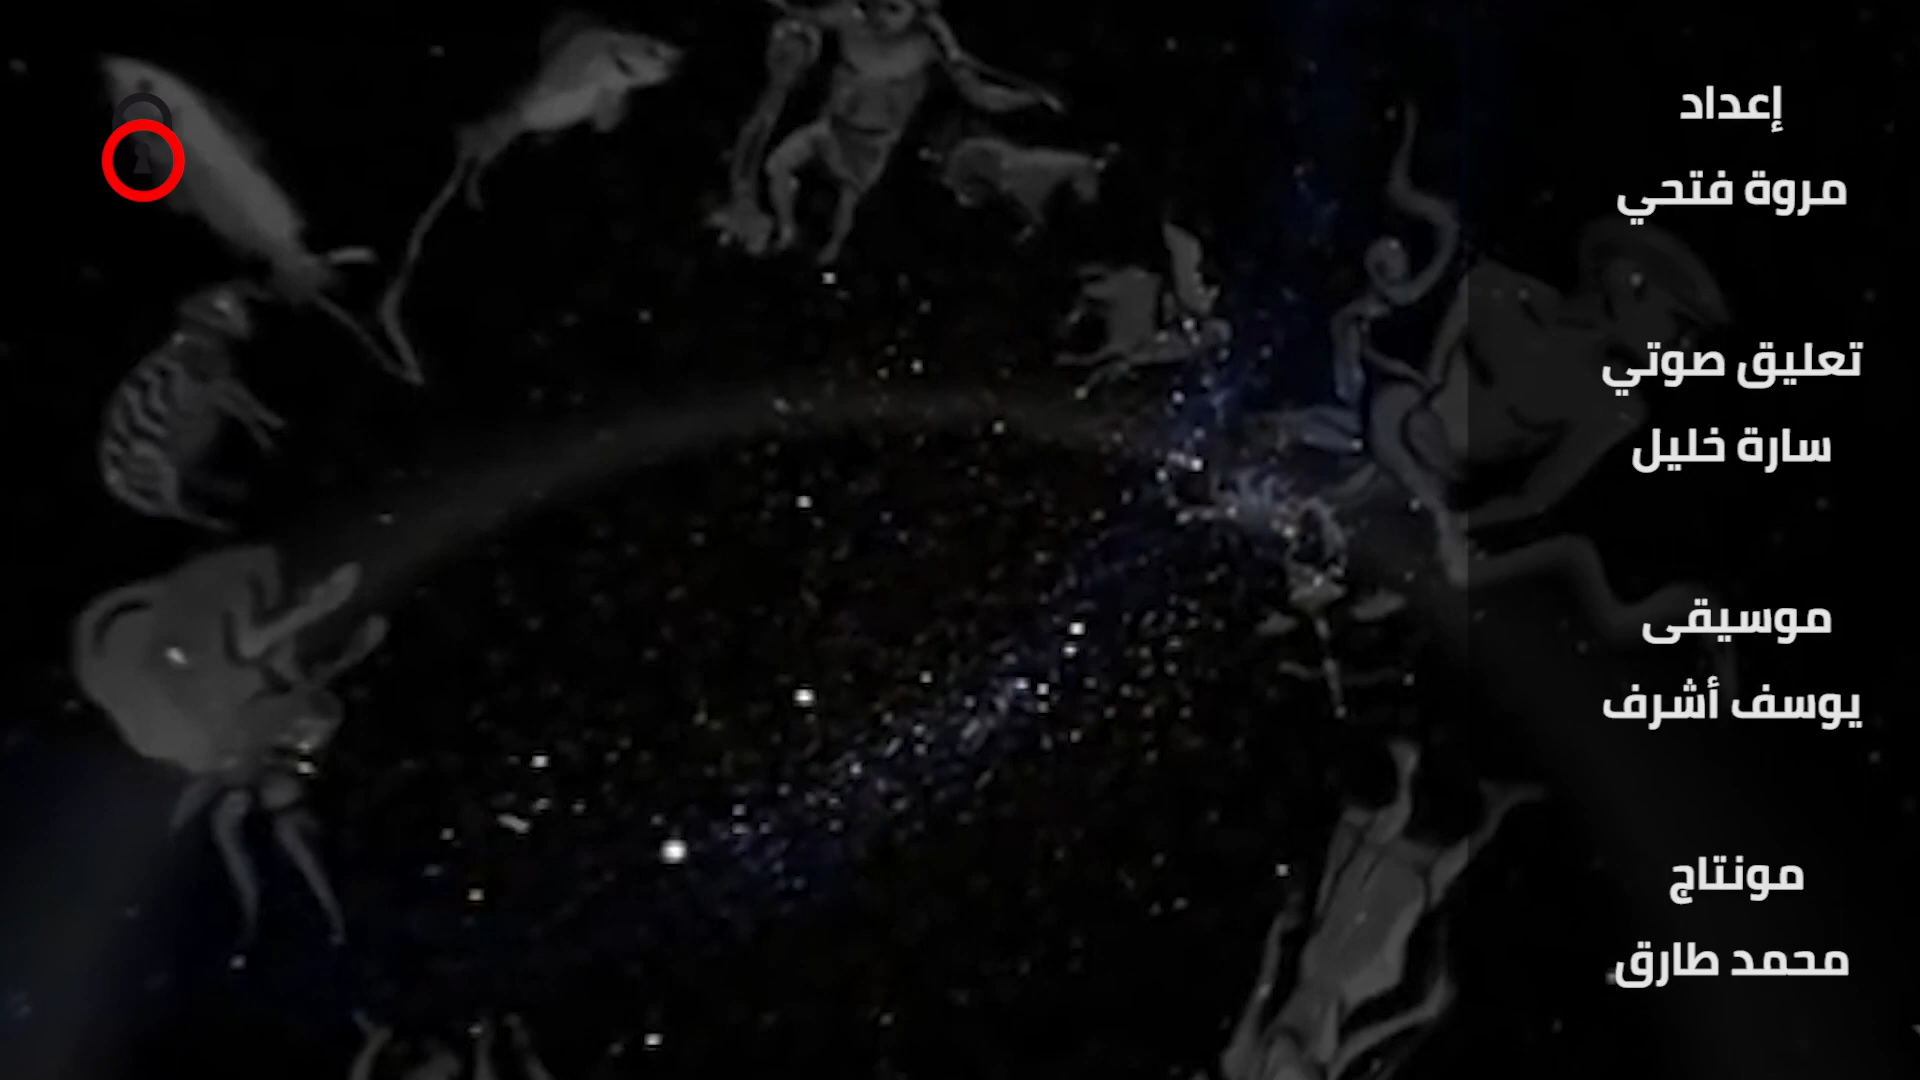 إعداد
مروة فتحي
تعليق صوتي
سارة خليل
موسيقى
يوسف أشرف
مونتاج
محمد طارق